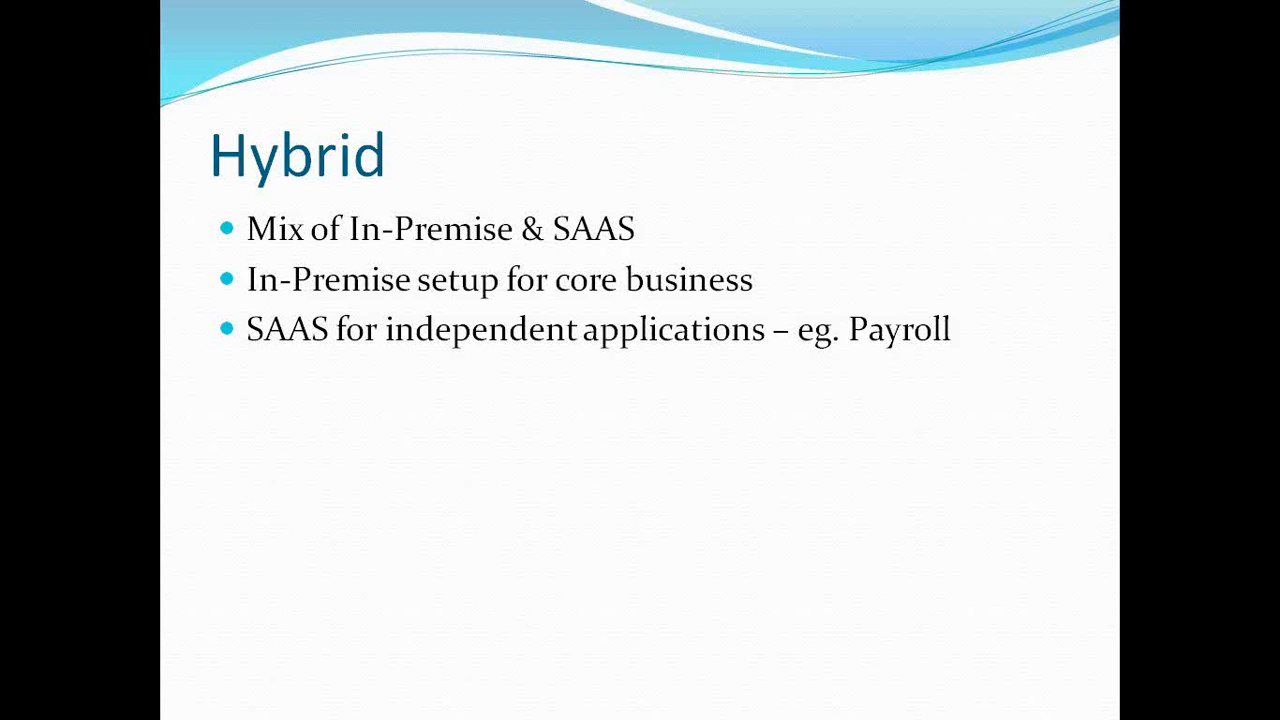 Hybrid
Mix of In-Premise & SAAS
In-Premise setup for core business
SAAS for independent applications – eg. Payroll